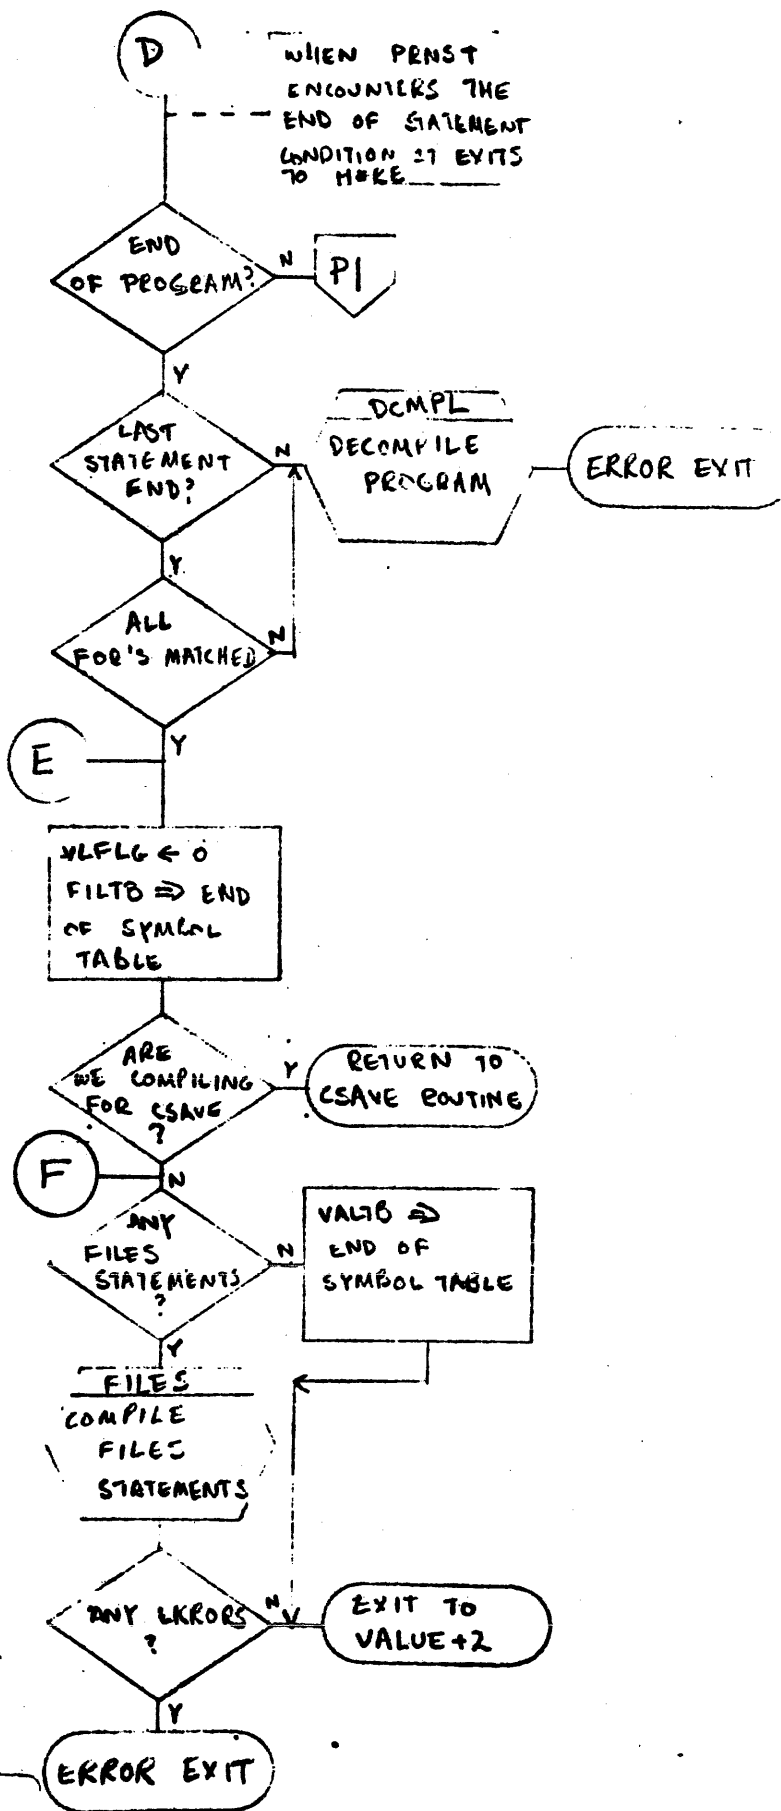 D
WHEN PRNST
ENCOUNTERS THE
END OF STATEMENT
CONDITION IT EXITS
TO HERE
END
OF PROGRAM?
N
P1
Y
LAST
STATEMENT
END?
N
DCMPL
DECOMPILE
PROGRAM
ERROR EXIT
Y
ALL
FOR'S MATCHED
N
Y
E
← 0
FILTB ⇒ END
OF SYMBOL
TABLE
ARE
WE COMPILING
FOR CSAVE
?
Y
RETURN TO
CSAVE ROUTINE
F
N
ANY
FILES
STATEMENTS
?
N
VALTB ⇒
END OF
SYMBOL TABLE
Y
FILES
COMPILE
FILES
STATEMENTS
ANY ERRORS
?
N
EXIT TO
VALUE+2
Y
ERROR EXIT